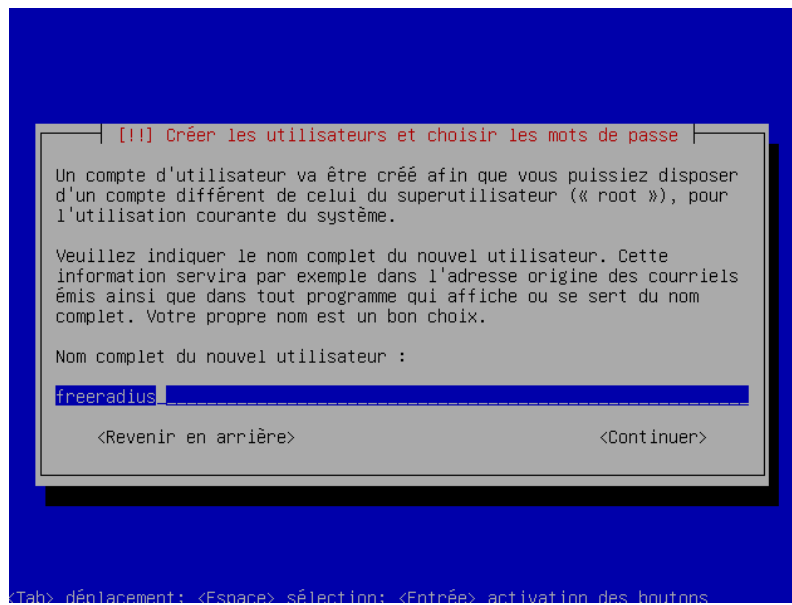 [!!] Créer les utilisateurs et choisir les mots de passe
Un compte d'utilisateur va être créé afin que vous puissiez disposer
d'un compte différent de celui du superutilisateur (« root »), pour
l'utilisation courante du système.
Veuillez indiquer le nom complet du nouvel utilisateur. Cette
information servira par exemple dans l'adresse origine des courriels
émis ainsi que dans tout programme qui affiche ou se sert du nom
complet. Votre propre nom est un bon choix.
Nom complet du nouvel utilisateur :
freeradius
<Revenir en arrière> <Continuer>
<Tab> déplacement; <Espace> sélection; <Entrée> activation des boutons